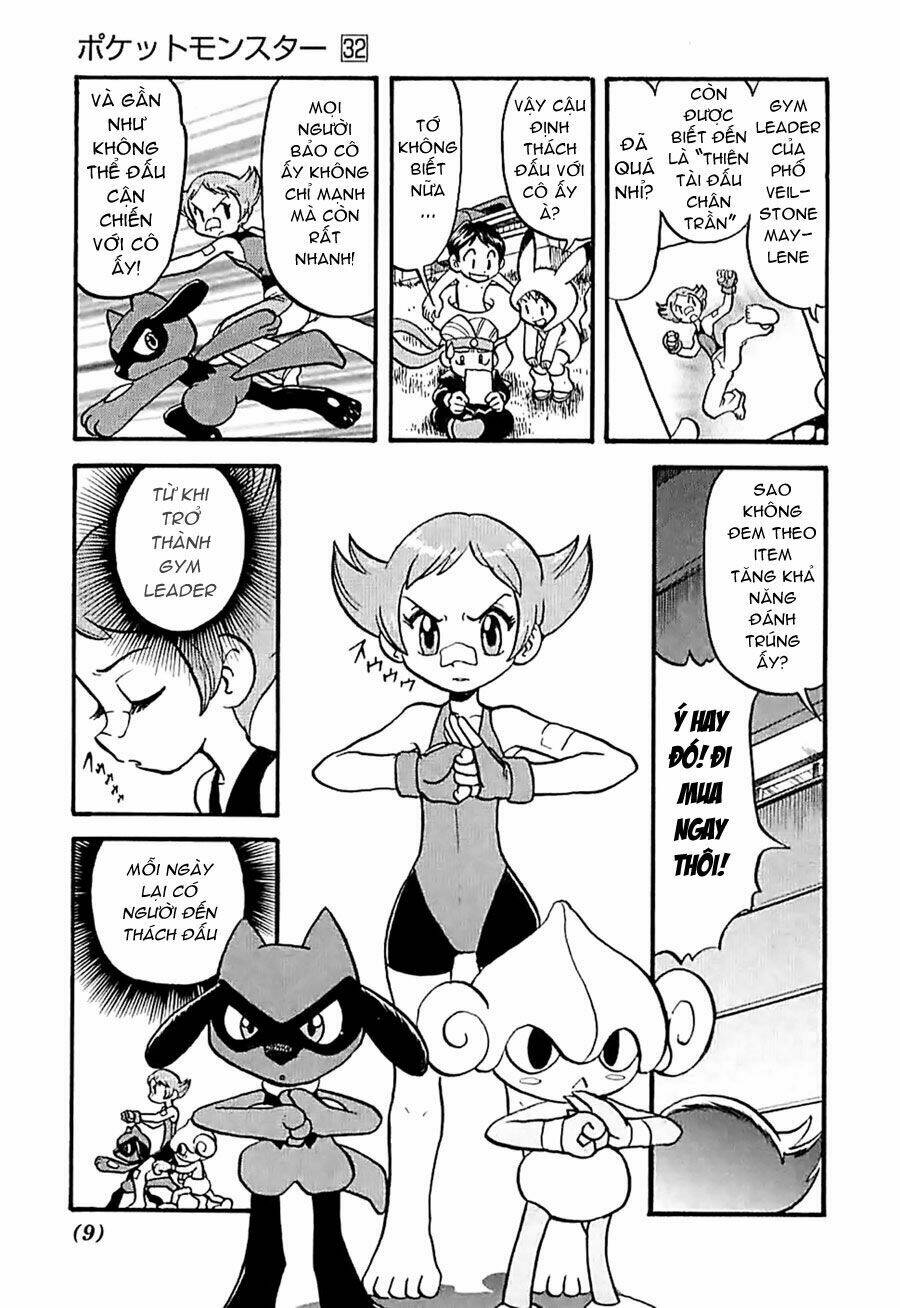 ポケットモンスター 32
GYM
LEADER
CỦA
PHỐ
VEIL-
STONE
MAY-
LENE
CÒN
ĐƯỢC
BIẾT ĐẾN
LÀ "THIÊN
TÀI ĐẤU
CHÂN
TRẦN"
ĐÃ
QUÁ
NHỈ?
VẬY CẬU
ĐỊNH
THÁCH
ĐẤU VỚI
CÔ ẤY
À?
TỚ
KHÔNG
BIẾT
NỮA
...
MỌI
NGƯỜI
BẢO CÔ
ẤY KHÔNG
CHỈ MẠNH
MÀ CÒN
RẤT
NHANH!
VÀ GẦN
NHƯ
KHÔNG
THỂ ĐẤU
CẬN
CHIẾN
VỚI CÔ
ẤY!
SAO
KHÔNG
ĐEM THEO
ITEM
TĂNG KHẢ
NĂNG
ĐÁNH
TRÚNG
ẤY?
Ý HAY
ĐÓ! ĐI
MUA
NGAY
THÔI!
TỪ KHI
TRỞ
THÀNH
GYM
LEADER
MỖI NGÀY
LẠI CÓ
NGƯỜI ĐẾN
THÁCH ĐẤU
(9)